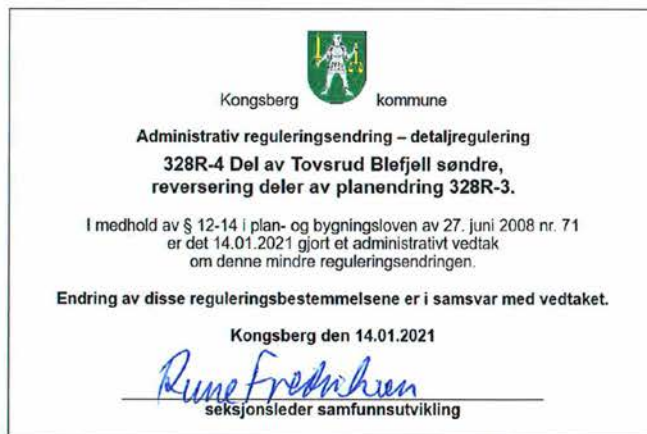 Kongsberg kommune
Administrativ reguleringsendring – detaljregulering
328R-4 Del av Tovsrud Blefjell søndre,
reversering deler av planendring 328R-3.
I medhold av § 12-14 i plan- og bygningsloven av 27. juni 2008 nr. 71
er det 14.01.2021 gjort et administrativt vedtak
om denne mindre reguleringsendringen.
Endring av disse reguleringsbestemmelsene er i samsvar med vedtaket.
Kongsberg den 14.01.2021
Rune Fredriksen
seksjonsleder samfunnsutvikling